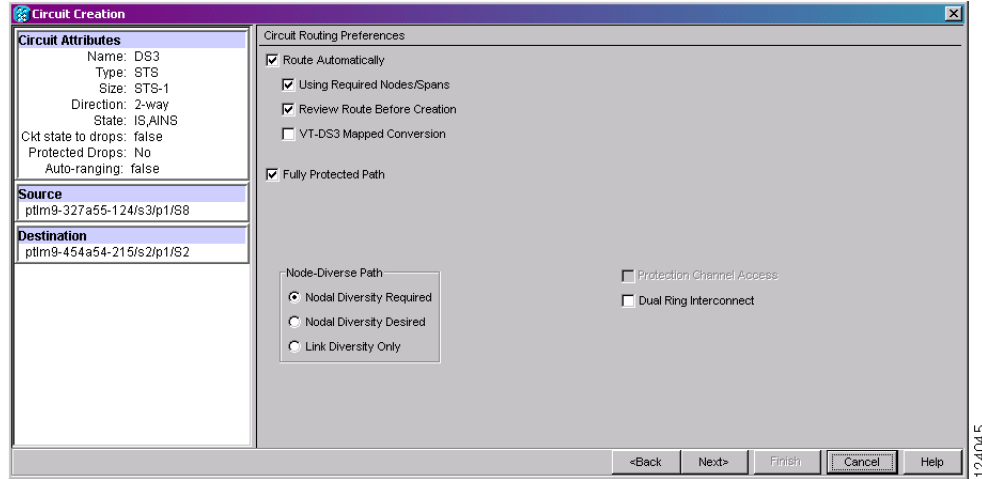 Circuit Creation
Circuit Attributes
Name: DS3
Type: STS
Size: STS-1
Direction: 2-way
State: IS,AINS
Ckt state to drops: false
Protected Drops: No
Auto-ranging: false
Source
ptlm9-327a55-124/s3/p1/S8
Destination
ptlm9-454a54-215/s2/p1/S2
Circuit Routing Preferences
Route Automatically
Using Required Nodes/Spans
Review Route Before Creation
VT-DS3 Mapped Conversion
Fully Protected Path
Node-Diverse Path
Nodal Diversity Required
Nodal Diversity Desired
Link Diversity Only
Protection Channel Access
Dual Ring Interconnect
<Back Next> Finish Cancel Help
124045